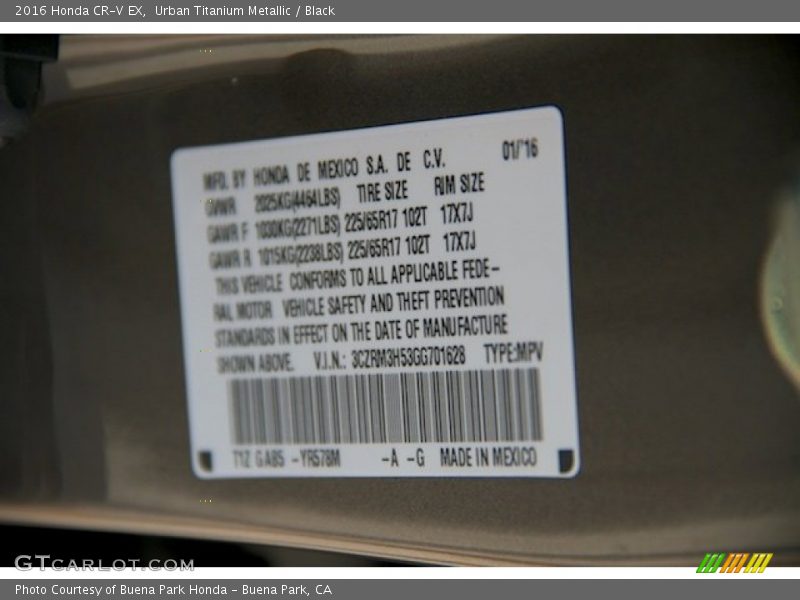 2016 Honda CR-V EX, Urban Titanium Metallic / Black
MFD. BY HONDA DE MEXICO S.A. DE C.V. 01/'16
GVWR 2025KG(4464LBS) TIRE SIZE RIM SIZE
GAWR F 1030KG(2271LBS) 225/65R17 102T 17X7J
GAWR R 1015KG(2238LBS) 225/65R17 102T 17X7J
THIS VEHICLE CONFORMS TO ALL APPLICABLE FEDE-
RAL MOTOR VEHICLE SAFETY AND THEFT PREVENTION
STANDARDS IN EFFECT ON THE DATE OF MANUFACTURE
SHOWN ABOVE. V.I.N.: 3CZRM3H53GG701628 TYPE:MPV
T1Z GAB5 -YR578M -A -G MADE IN MEXICO
GTCARLOT.COM
Photo Courtesy of Buena Park Honda - Buena Park, CA